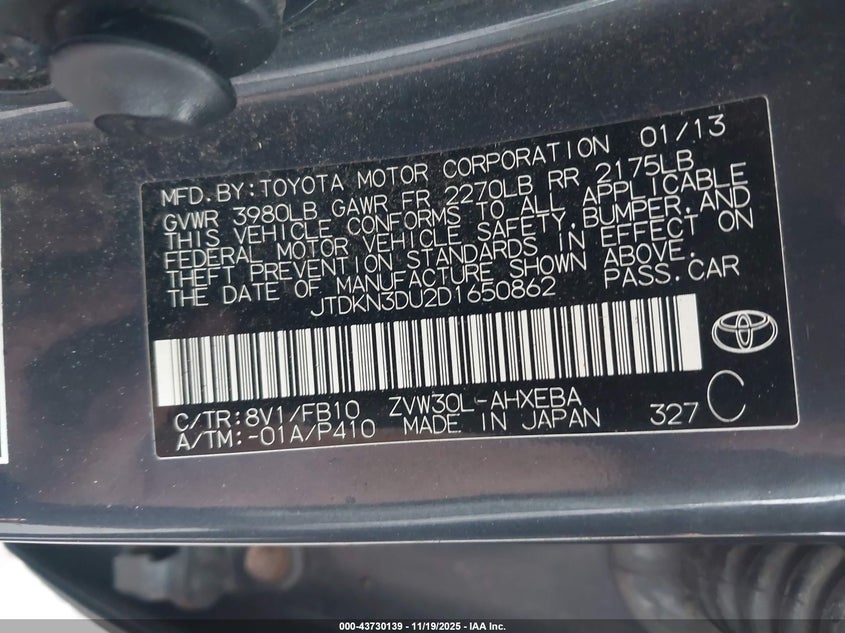 MFD.BY:TOYOTA MOTOR CORPORATION 01/13
GVWR 3980LB GAWR FR 2270LB RR 2175LB
THIS VEHICLE CONFORMS TO ALL APPLICABLE
FEDERAL MOTOR VEHICLE SAFETY,BUMPER,AND
THEFT PREVENTION STANDARDS IN EFFECT ON
THE DATE OF MANUFACTURE SHOWN ABOVE.
JTDKN3DU2D1650862 PASS.CAR
C/TR:8V1/FB10 ZVW30L-AHXEBA
A/TM:-01A/P410 MADE IN JAPAN 327 C
000-43730139 - 11/19/2025 - IAA Inc.